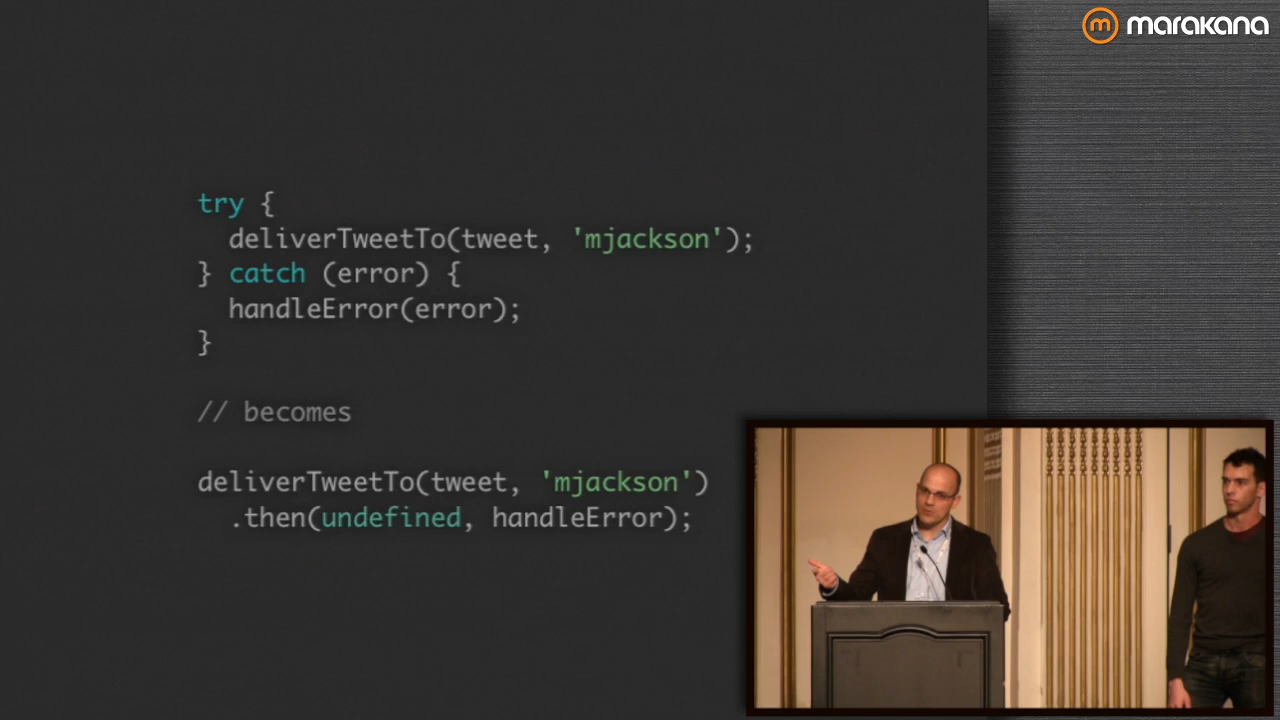 marakana
try {
  deliverTweetTo(tweet, 'mjackson');
} catch (error) {
  handleError(error);
}
// becomes
deliverTweetTo(tweet, 'mjackson')
  .then(undefined, handleError);